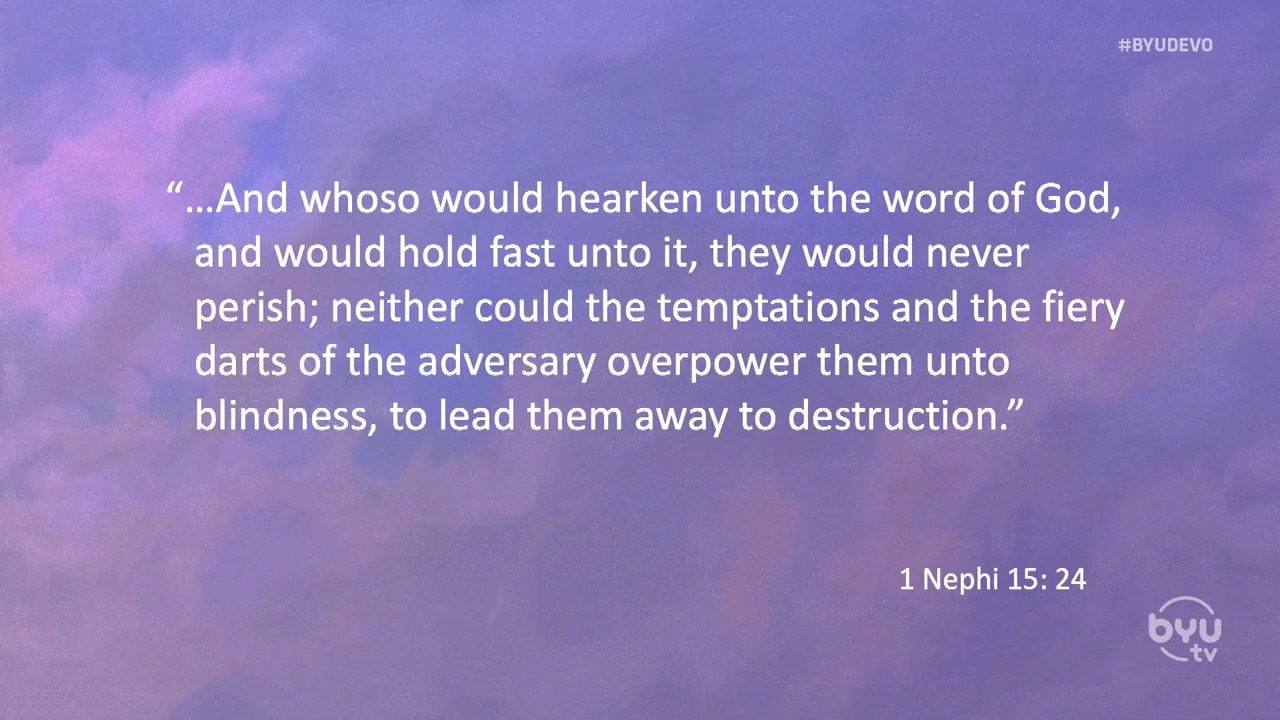 #BYUDEVO
“…And whoso would hearken unto the word of God,
and would hold fast unto it, they would never
perish; neither could the temptations and the fiery
darts of the adversary overpower them unto
blindness, to lead them away to destruction.”
1 Nephi 15: 24
byu
tv